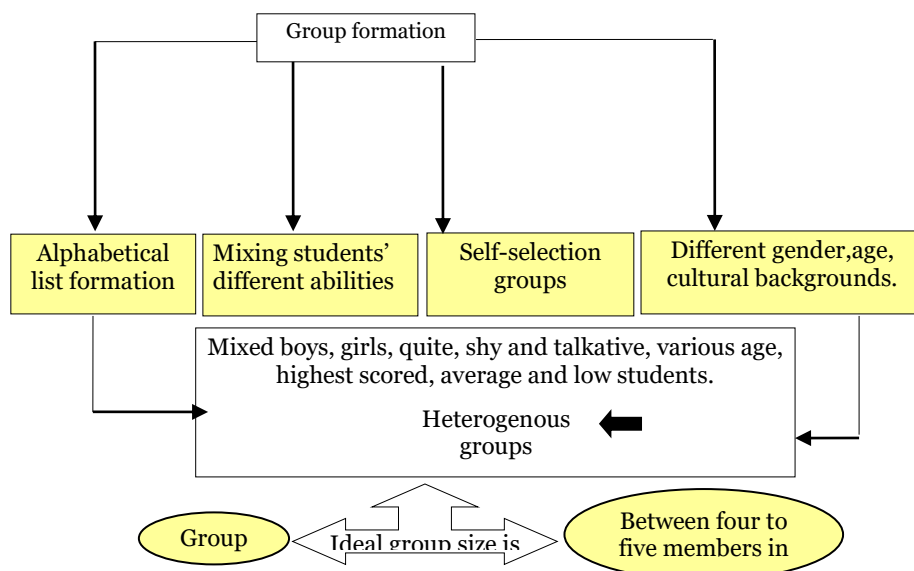 Group formation
Alphabetical
list formation
Mixing students’
different abilities
Self-selection
groups
Different gender,age,
cultural backgrounds.
Mixed boys, girls, quite, shy and talkative, various age,
highest scored, average and low students.
Heterogenous
groups
Group
Ideal group size is
Between four to
five members in